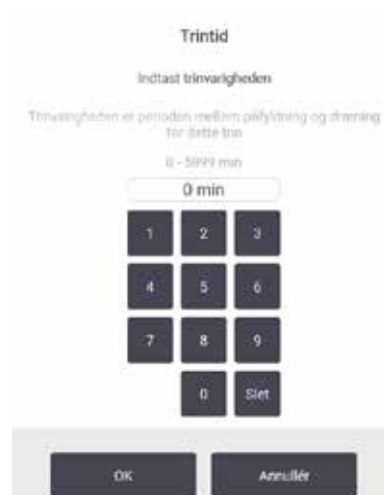 Trintid
Indtast trinvarigheden
Trinvarigheden er perioden mellem påfyldning og dræning
for dette trin
0 - 5999 min
0 min
1 2 3
4 5 6
7 8 9
0 Slet
OK Annullér